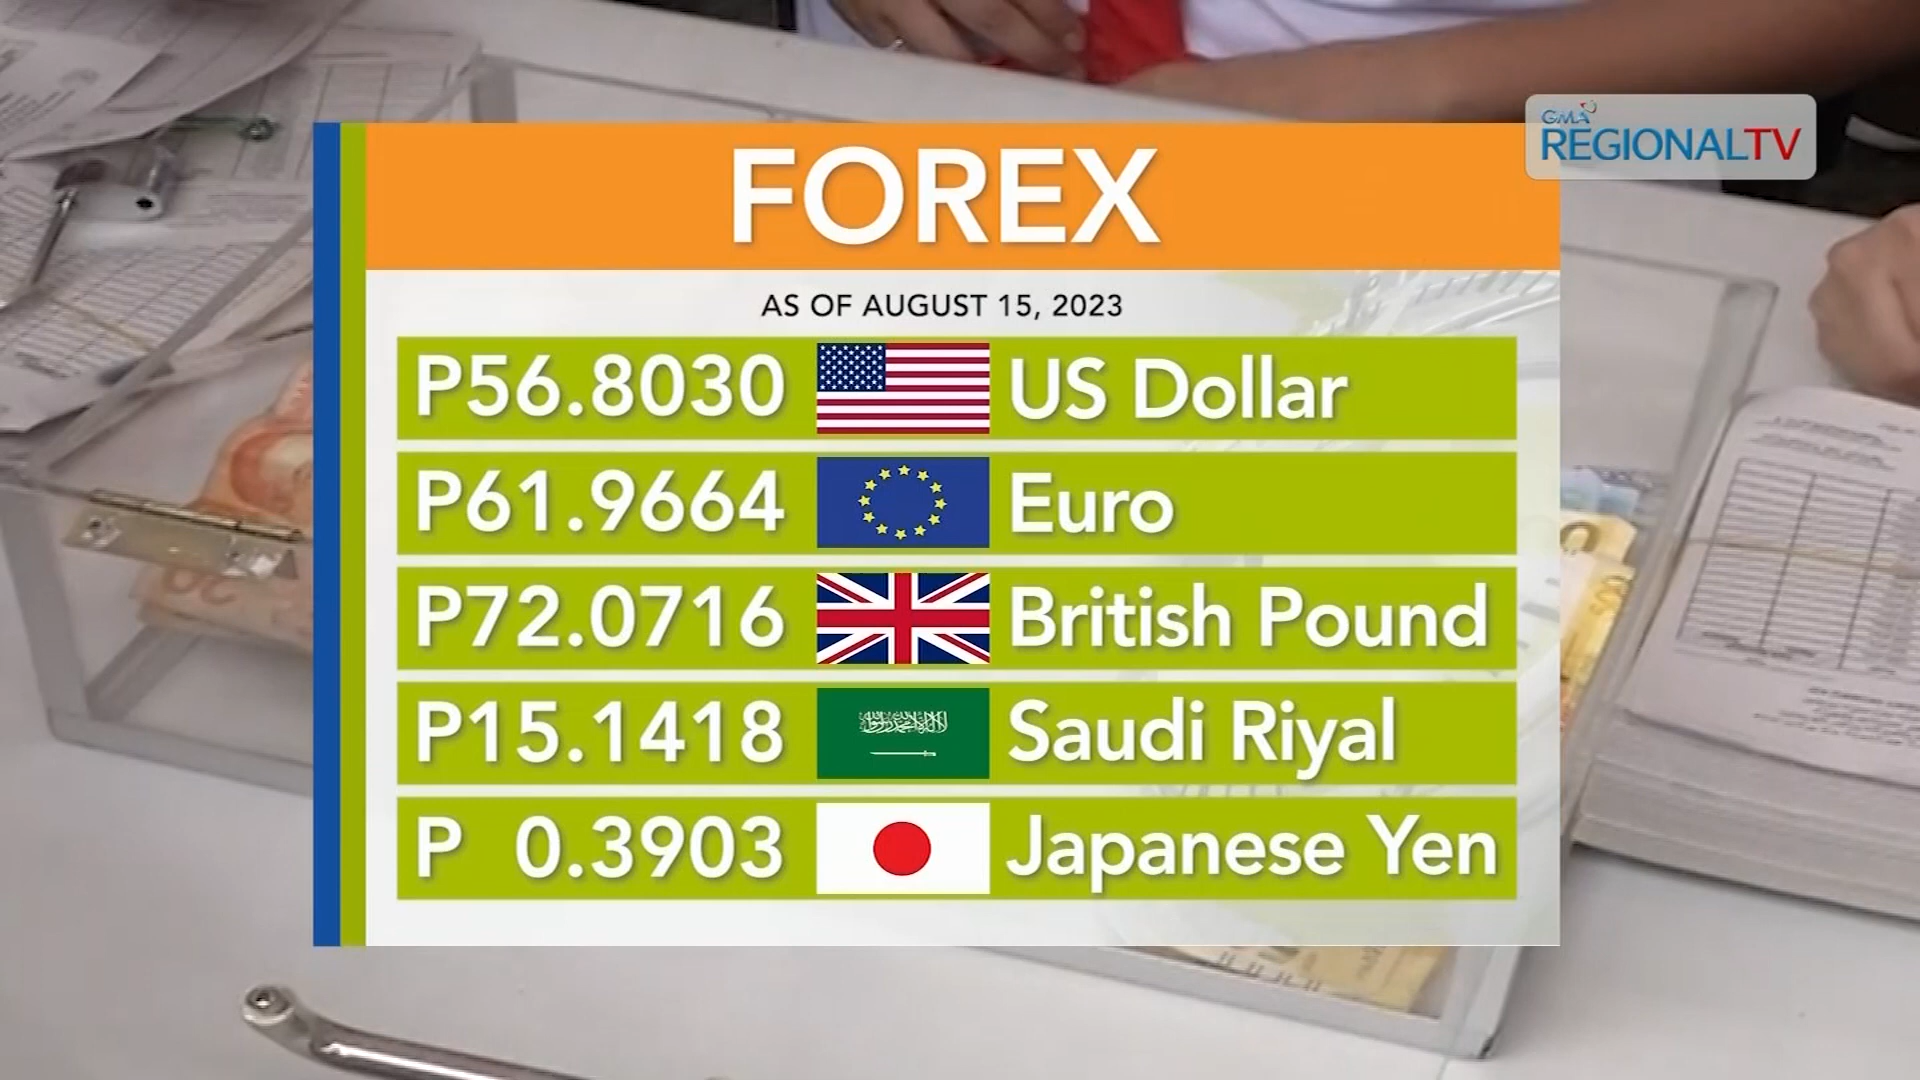 GMA
REGIONALTV
FOREX
AS OF AUGUST 15, 2023
P56.8030 US Dollar
P61.9664 Euro
P72.0716 British Pound
P15.1418 Saudi Riyal
P 0.3903 Japanese Yen